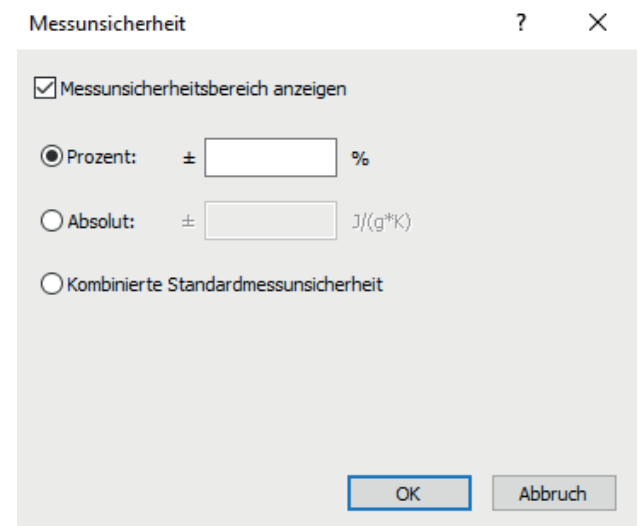 Messunsicherheit ?
Messunsicherheitsbereich anzeigen
Prozent: ± %
Absolut: ± J/(g*K)
Kombinierte Standardmessunsicherheit
OK Abbruch